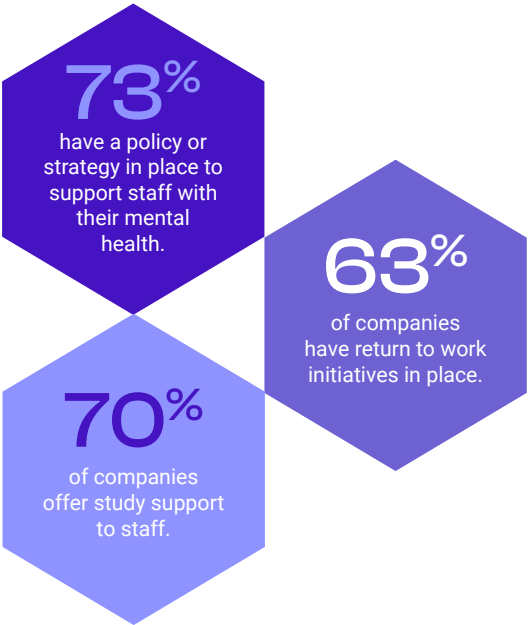 73%
have a policy or
strategy in place to
support staff with
their mental
health.
63%
of companies
have return to work
initiatives in place.
70%
of companies
offer study support
to staff.